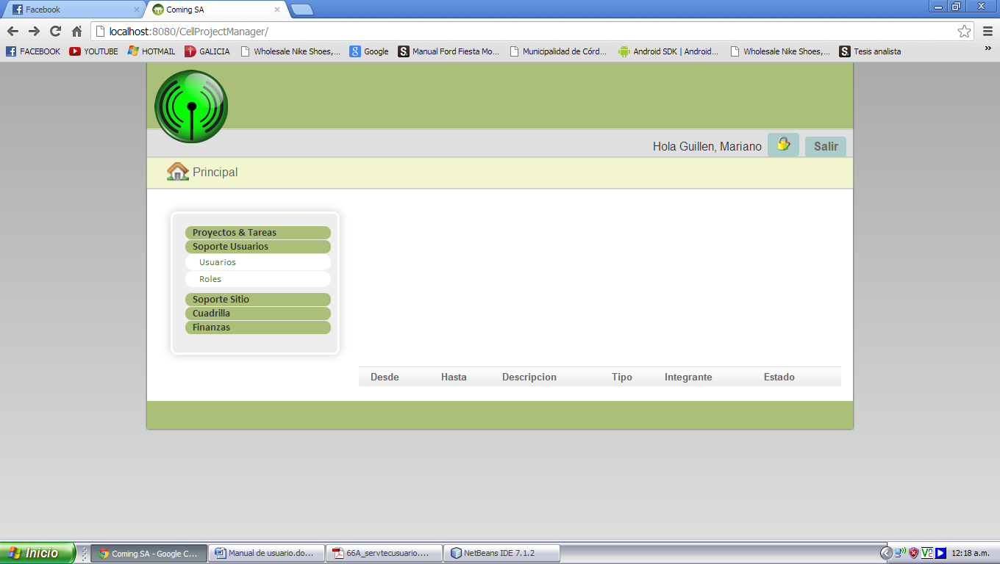 Facebook
Coming SA
localhost:8080/CellProjectManager/
FACEBOOK YOUTUBE HOTMAIL GALICIA Wholesale Nike Shoes,... Google Manual Ford Fiesta Mo... Municipalidad de Córd... Android SDK | Android... Wholesale Nike Shoes,... Tesis analista »
Hola Guillen, Mariano Salir
Principal
Proyectos & Tareas
Soporte Usuarios
Usuarios
Roles
Soporte Sitio
Cuadrilla
Finanzas
Desde Hasta Descripcion Tipo Integrante Estado
Inicio Coming SA - Google C... Manual de usuario.do... 66A_servtecusuario.... NetBeans IDE 7.1.2 12:18 a.m.